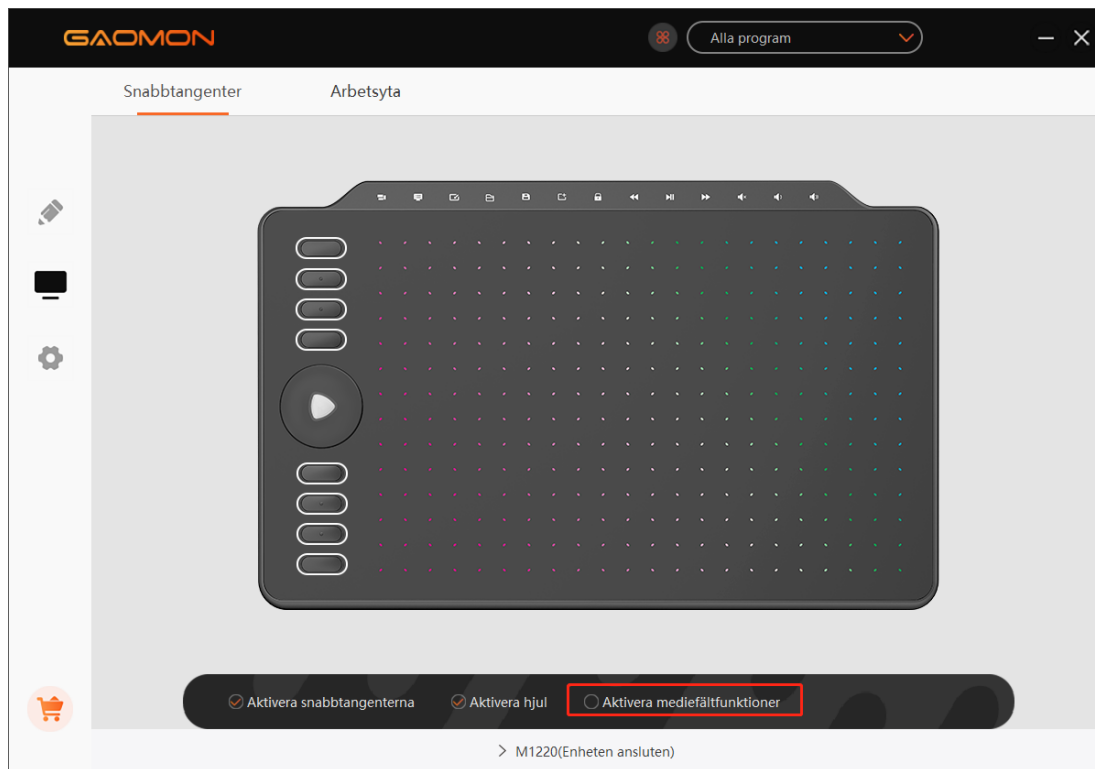 GAOMON
Alla program
Snabbtangenter
Arbetsyta
Aktivera snabbtangenterna
Aktivera hjul
Aktivera mediefältfunktioner
M1220(Enheten ansluten)